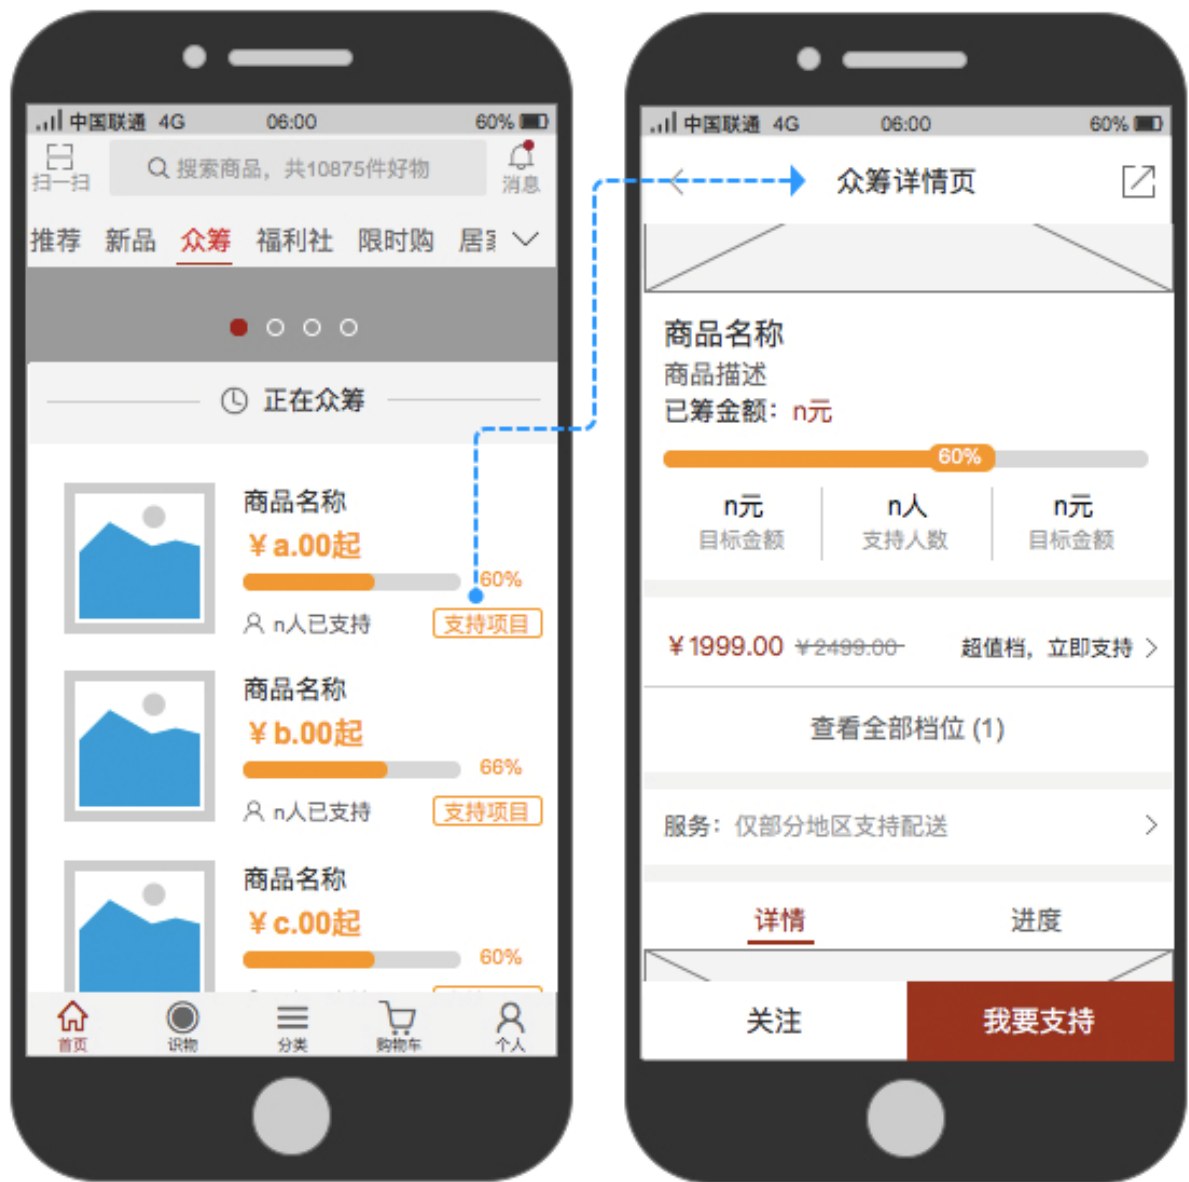 中国联通 4G 06:00 60%
扫一扫
搜索商品，共10875件好物
消息
推荐 新品 众筹 福利社 限时购 居
正在众筹
商品名称
¥a.00起
60%
n人已支持 支持项目
商品名称
¥b.00起
66%
n人已支持 支持项目
商品名称
¥c.00起
60%
首页 识物 分类 购物车 个人
中国联通 4G 06:00 60%
众筹详情页
商品名称
商品描述
已筹金额：n元
60%
n元 n人 n元
目标金额 支持人数 目标金额
¥1999.00 ¥2499.00 超值档，立即支持
查看全部档位 (1)
服务：仅部分地区支持配送
详情 进度
关注 我要支持